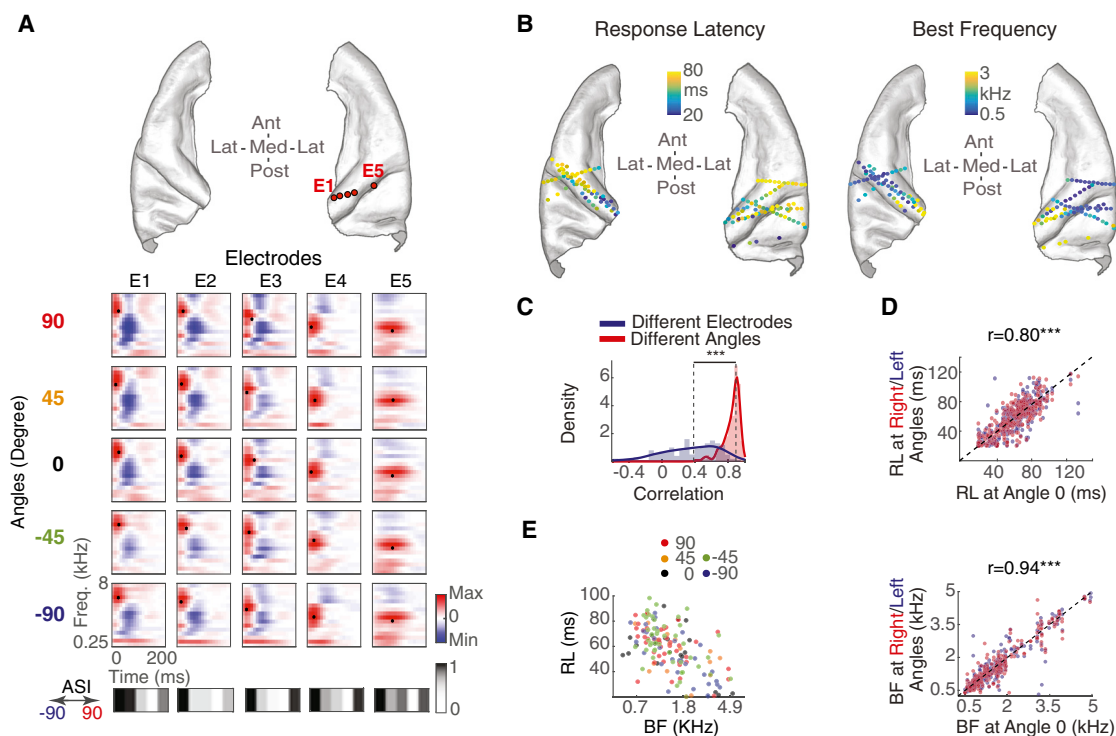 A
Ant
Lat-Med-Lat
Post
E1
E5
Electrodes
E1 E2 E3 E4 E5
Angles (Degree)
90
45
0
-45
-90
Freq. (kHz)
8
0.25
0 200
Time (ms)
Max
0
Min
ASI
-90 90
1
0
B
Response Latency
Best Frequency
80
ms
20
Ant
Lat-Med-Lat
Post
3
kHz
0.5
Ant
Lat-Med-Lat
Post
C
Different Electrodes
Different Angles
***
Density
6
4
2
-0.4 0 0.4 0.8
Correlation
D
r=0.80***
RL at Right/Left
Angles (ms)
110
70
40
40 80 140
RL at Angle 0 (ms)
r=0.94***
BF at Right/Left
Angles (kHz)
5
3.5
2
0.5
0.5 2 3.5 5
BF at Angle 0 (kHz)
E
90
45 -45
0 -90
RL (ms)
100
80
60
40
0.7 1.8 4.9
BF (KHz)